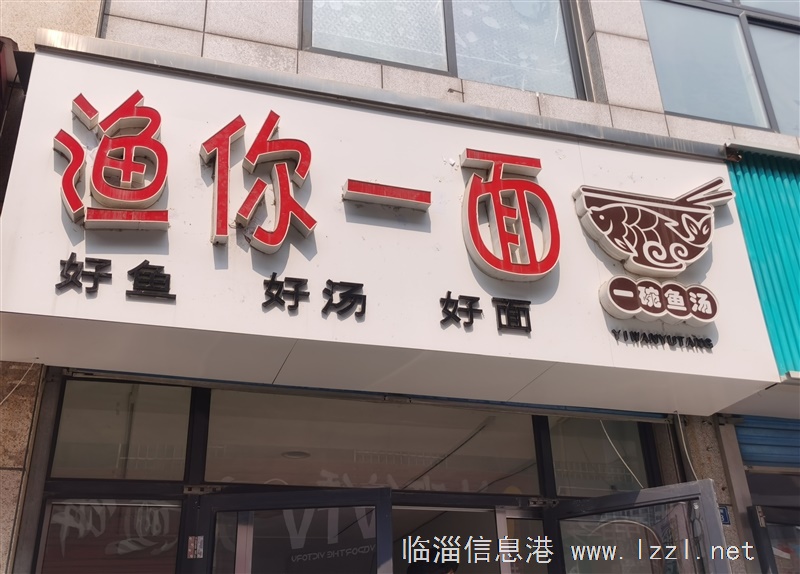 渔你一面
好鱼 好汤 好面
一碗鱼汤
YIWANYUTANG
临淄信息港 www.lzzl.net